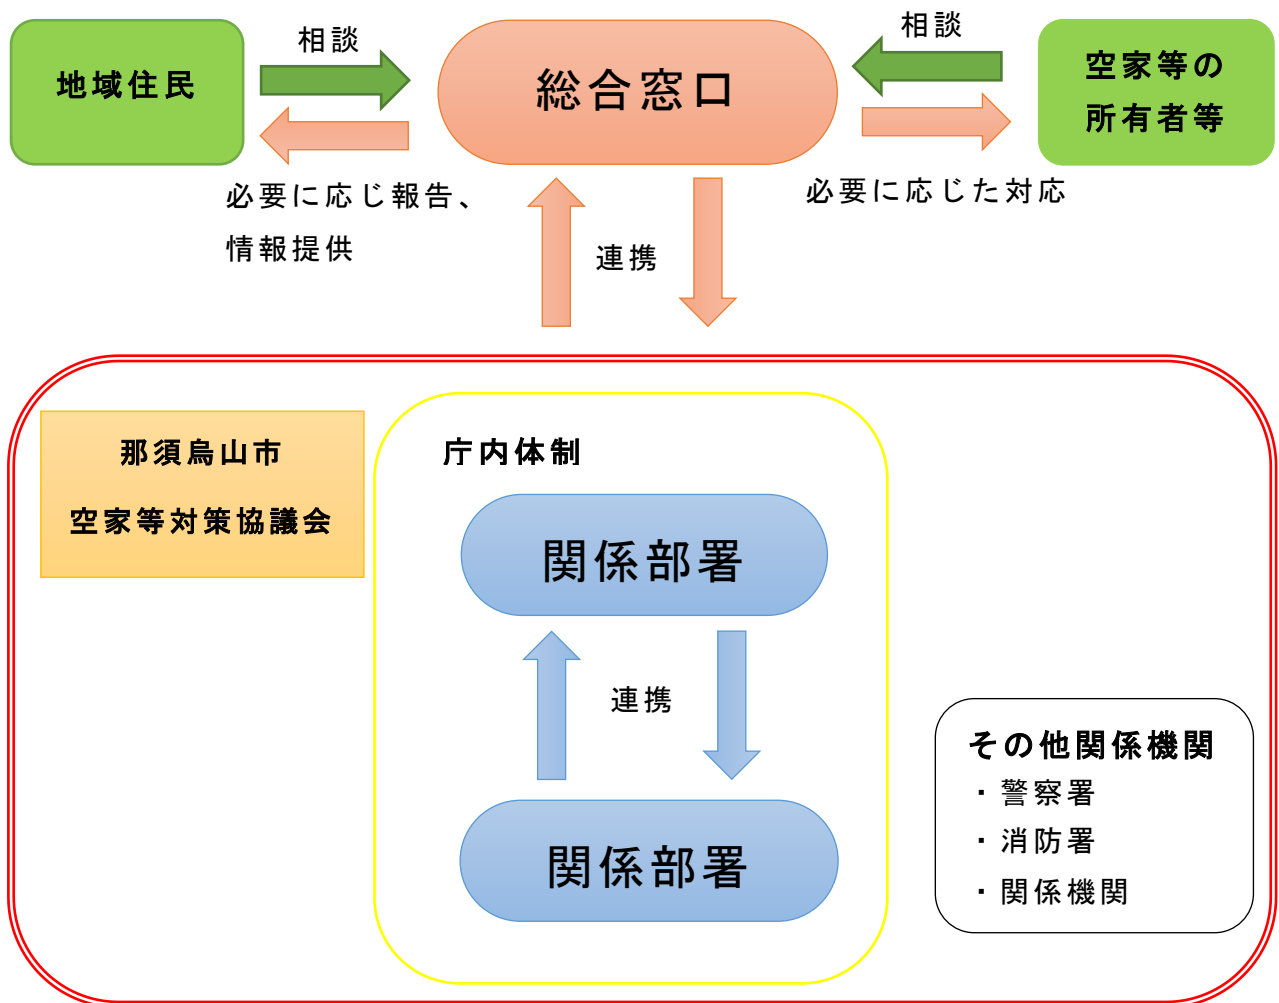 地域住民
相談
総合窓口
相談
空家等の
所有者等
必要に応じ報告、
情報提供
連携
必要に応じた対応
那須烏山市
空家等対策協議会
庁内体制
関係部署
連携
関係部署
その他関係機関
・警察署
・消防署
・関係機関